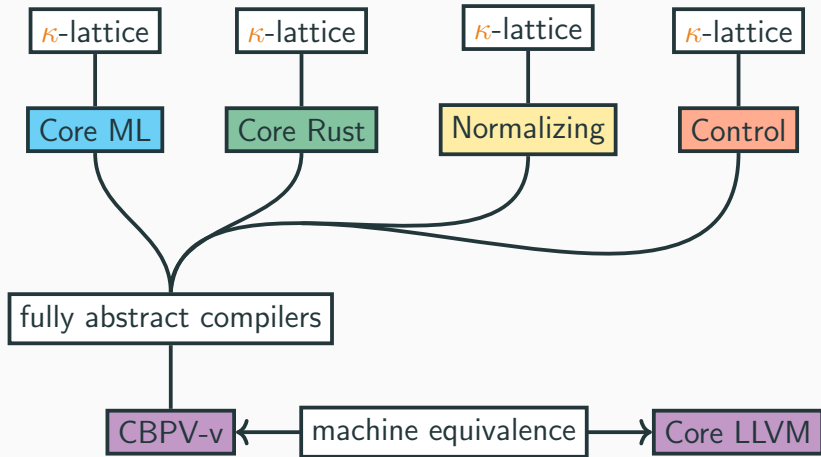 κ-lattice
κ-lattice
κ-lattice
κ-lattice
Core ML
Core Rust
Normalizing
Control
fully abstract compilers
CBPV-v
machine equivalence
Core LLVM